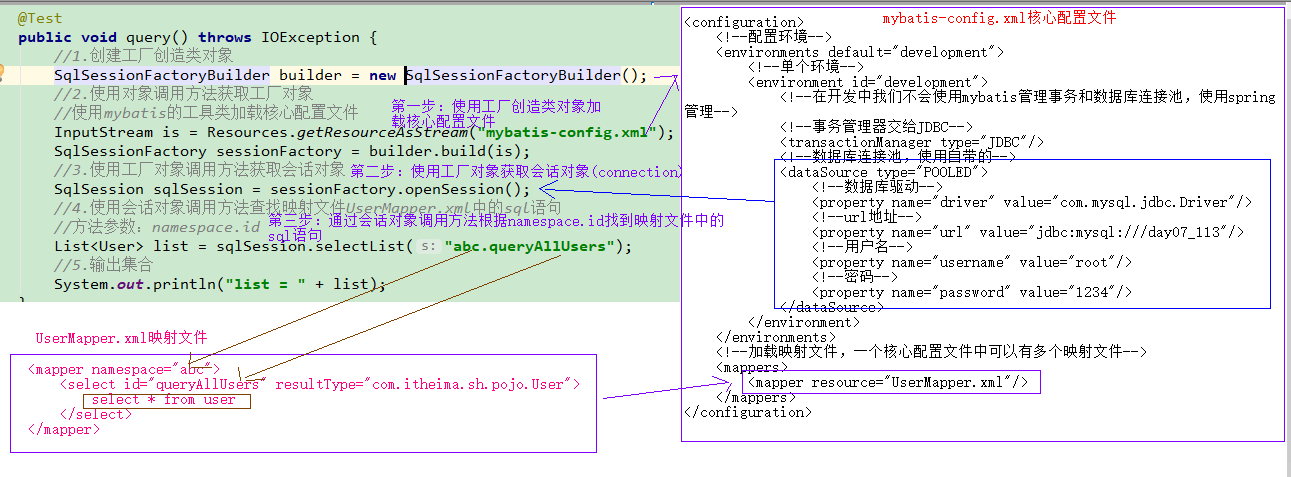 @Test
public void query() throws IOException {
//1.创建工厂创造类对象
SqlSessionFactoryBuilder builder = new SqlSessionFactoryBuilder();
//2.使用对象调用方法获取工厂对象
//使用mybatis的工具类加载核心配置文件
第一步：使用工厂创造类对象加
载核心配置文件
InputStream is = Resources.getResourceAsStream("mybatis-config.xml");
SqlSessionFactory sessionFactory = builder.build(is);
//3.使用工厂对象调用方法获取会话对象
第二步：使用工厂对象获取会话对象(connection)
SqlSession sqlSession = sessionFactory.openSession();
//4.使用会话对象调用方法查找映射文件UserMapper.xml中的sql语句
//方法参数：namespace.id
第三步：通过会话对象调用方法根据namespace.id找到映射文件中的
sql语句
List<User> list = sqlSession.selectList( s: "abc.queryAllUsers");
//5.输出集合
System.out.println("list = " + list);
UserMapper.xml映射文件
<mapper namespace="abc">
<select id="queryAllUsers" resultType="com.itheima.sh.pojo.User">
select * from user
</select>
</mapper>
mybatis-config.xml核心配置文件
<configuration>
<!--配置环境-->
<environments default="development">
<!--单个环境-->
<environment id="development">
<!--在开发中我们不会使用mybatis管理事务和数据库连接池，使用spring
管理-->
<!--事务管理器交给JDBC-->
<transactionManager type="JDBC"/>
<!--数据库连接池，使用自带的-->
<dataSource type="POOLED">
<!--数据库驱动-->
<property name="driver" value="com.mysql.jdbc.Driver"/>
<!--url地址-->
<property name="url" value="jdbc:mysql:///day07_113"/>
<!--用户名-->
<property name="username" value="root"/>
<!--密码-->
<property name="password" value="1234"/>
</dataSource>
</environment>
</environments>
<!--加载映射文件，一个核心配置文件中可以有多个映射文件-->
<mappers>
<mapper resource="UserMapper.xml"/>
</mappers>
</configuration>